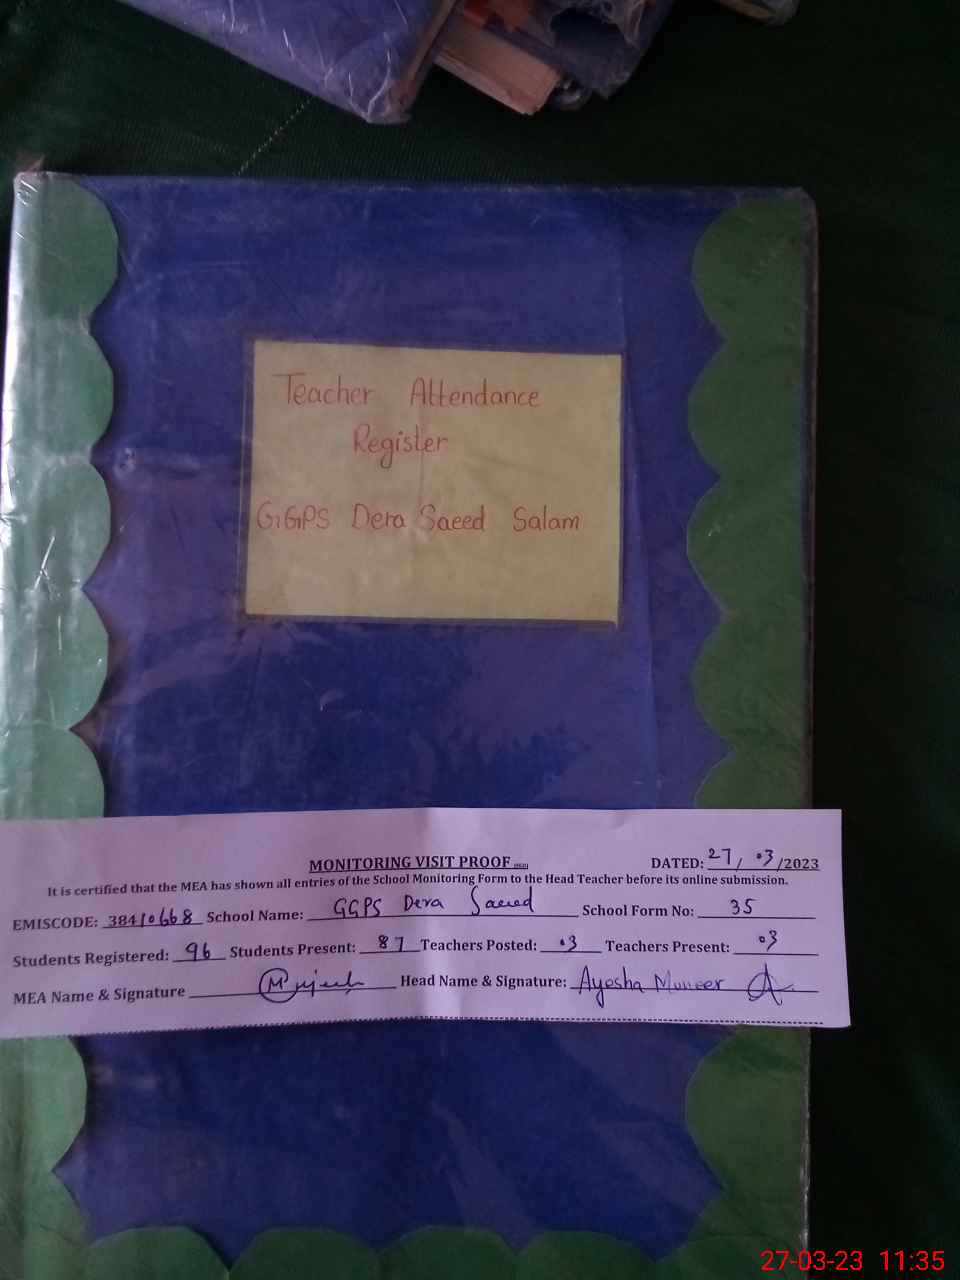 Teacher Attendance
Register
GGPS Dera Saeed Salam
MONITORING VISIT PROOF
DATED: 27/03/2023
It is certified that the MEA has shown all entries of the School Monitoring Form to the Head Teacher before its online submission.
EMISCODE: 38410668 School Name: GGPS Dera Saeed School Form No: 35
Students Registered: 96 Students Present: 87 Teachers Posted: 03 Teachers Present: 03
MEA Name & Signature Head Name & Signature: Ayesha Muneer
27-03-23 11:35